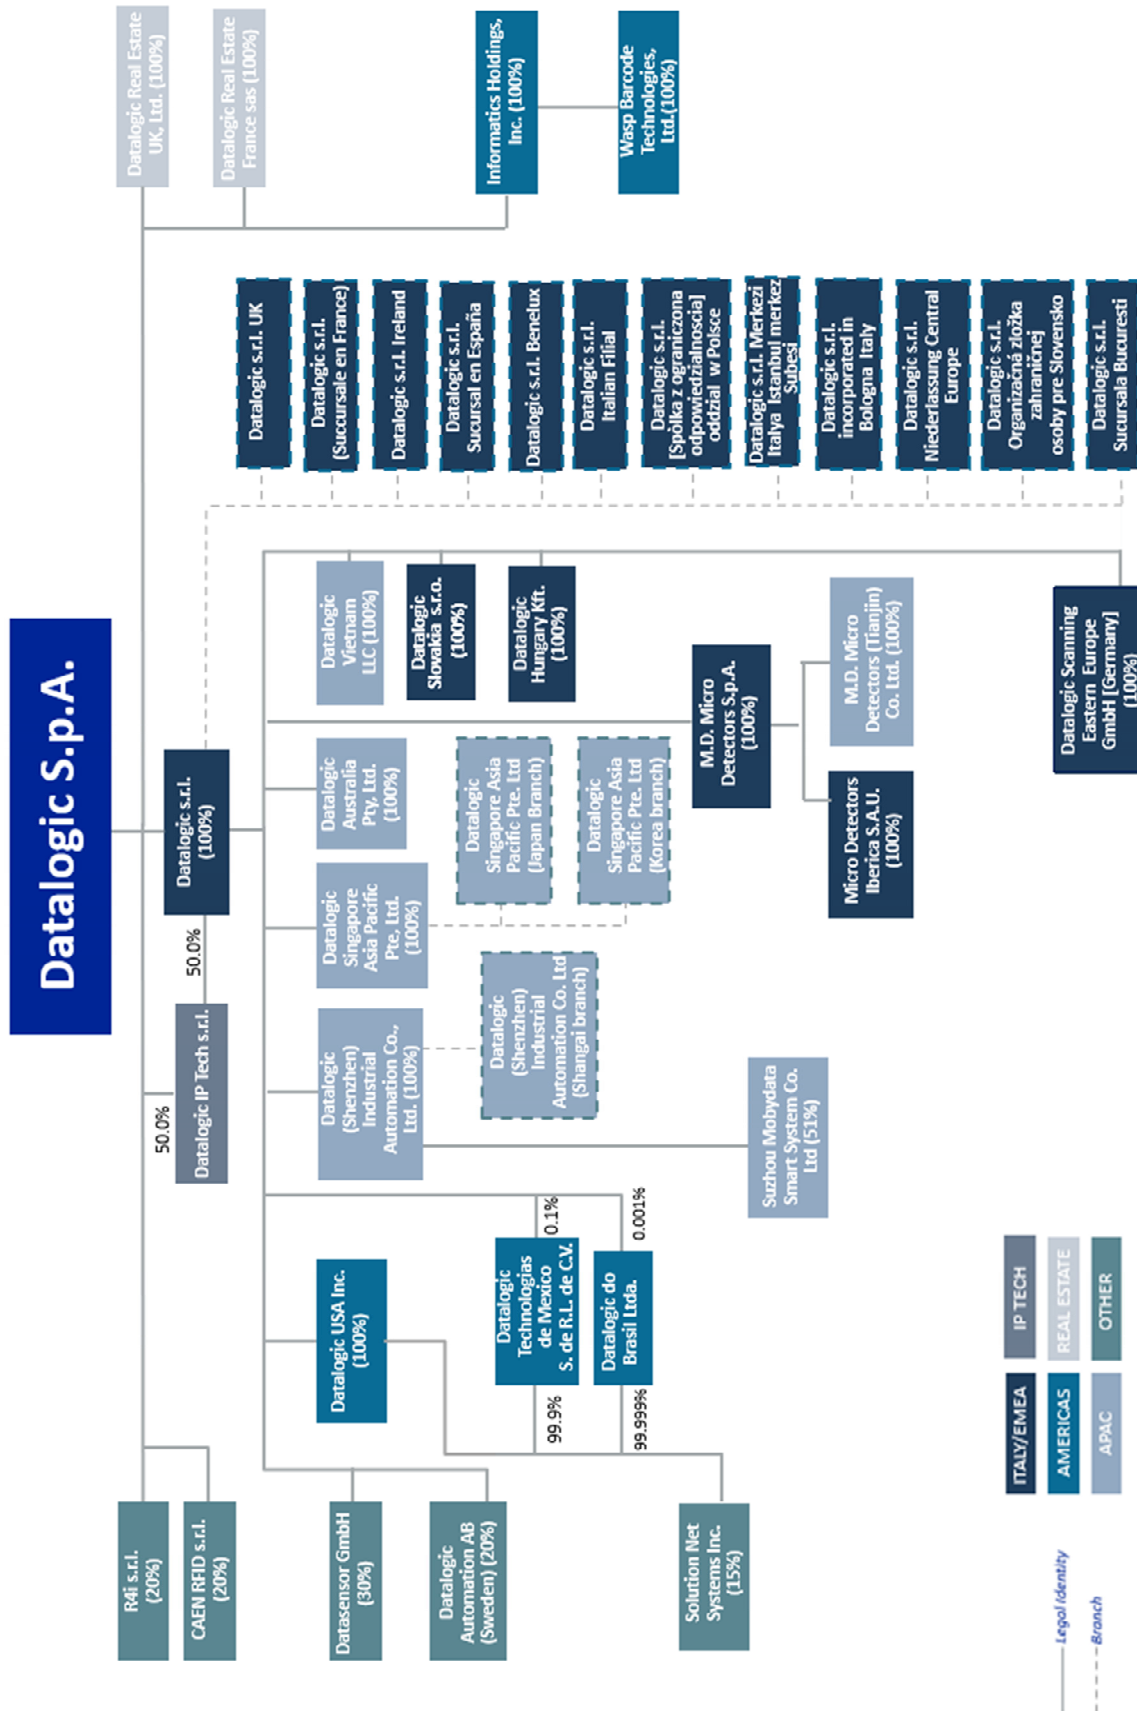 Datalogic S.p.A.
R4i s.r.l.
(20%)
CAEN RFID s.r.l.
(20%)
50.0%
Datalogic IP Tech s.r.l.
50.0%
Datalogic s.r.l.
(100%)
Datalogic Real Estate
UK, Ltd. (100%)
Datalogic Real Estate
France sas (100%)
Informatics Holdings,
Inc. (100%)
Wasp Barcode
Technologies,
Ltd.(100%)
Datasensor GmbH
(30%)
Datalogic
Automation AB
(Sweden) (20%)
Solution Net
Systems Inc.
(15%)
Datalogic USA Inc.
(100%)
99.9%
Datalogic
Technologias
de Mexico
S. de R.L. de C.V.
0.1%
99.999%
Datalogic do
Brasil Ltda.
0.001%
Datalogic
(Shenzhen)
Industrial
Automation Co.,
Ltd. (100%)
Datalogic
(Shenzhen)
Industrial
Automation Co. Ltd
(Shangai branch)
Suzhou Mobydata
Smart System Co.
Ltd (51%)
Datalogic
Singapore
Asia Pacific
Pte, Ltd.
(100%)
Datalogic
Singapore Asia
Pacific Pte. Ltd
(Japan Branch)
Datalogic
Singapore Asia
Pacific Pte. Ltd
(Korea branch)
Datalogic
Australia
Pty, Ltd.
(100%)
Datalogic
Vietnam
LLC (100%)
Datalogic
Slovakia s.r.o.
(100%)
Datalogic
Hungary Kft.
(100%)
M.D. Micro
Detectors S.p.A.
(100%)
Micro Detectors
Iberica S.A.U.
(100%)
M.D. Micro
Detectors (Tianjin)
Co. Ltd. (100%)
Datalogic Scanning
Eastern Europe
GmbH [Germany]
(100%)
Datalogic s.r.l. UK
Datalogic s.r.l.
(Succursale en France)
Datalogic s.r.l. Ireland
Datalogic s.r.l.
Sucursal en España
Datalogic s.r.l. Benelux
Datalogic s.r.l.
Italian Filial
Datalogic s.r.l.
[Spólka z ograniczona
odpowiedzialnoscia]
oddzial w Polsce
Datalogic s.r.l. Merkezi
Italya Istanbul merkez
Subesi
Datalogic s.r.l.
incorporated in
Bologna Italy
Datalogic s.r.l.
Niederlassung Central
Europe
Datalogic s.r.l.
Organizačná zložka
zahraničnej
osoby pre Slovensko
Datalogic s.r.l.
Sucursala Bucuresti
Legal Identity
Branch
ITALY/EMEA
IP TECH
AMERICAS
REAL ESTATE
APAC
OTHER